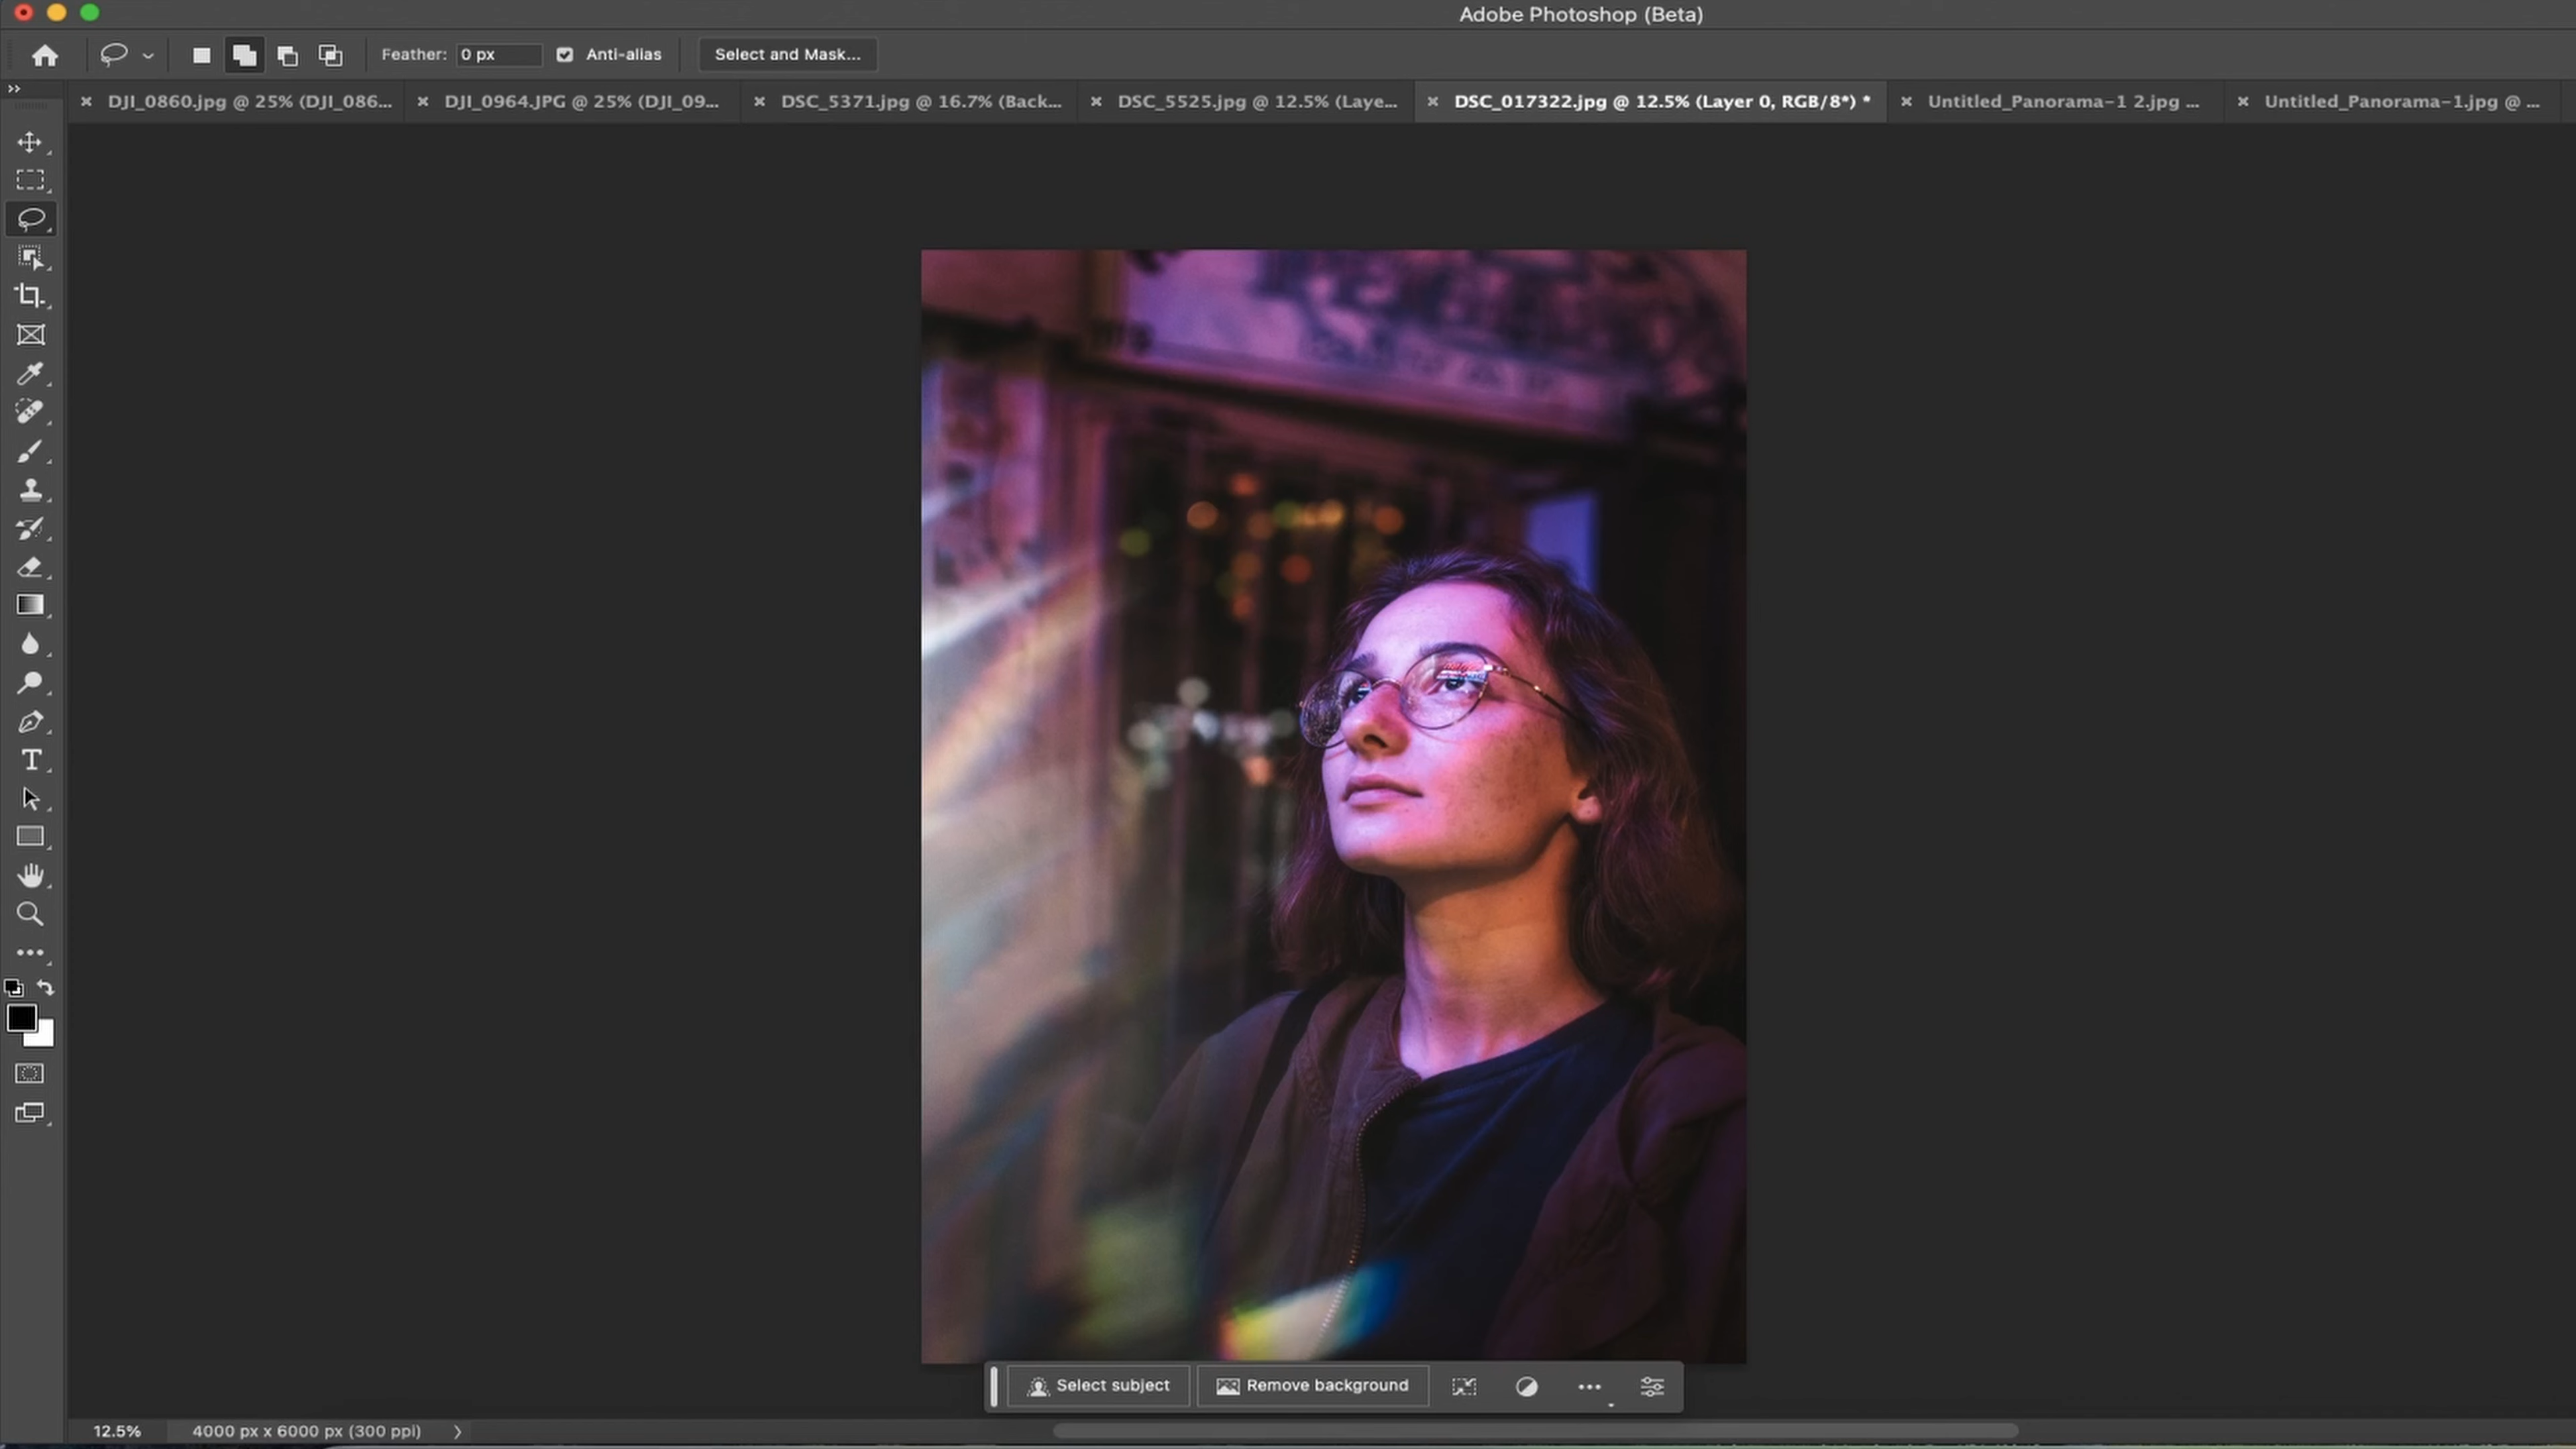 Adobe Photoshop (Beta)
Feather: 0 px Anti-alias Select and Mask...
DJI_0860.jpg @ 25% (DJI_086... DJI_0964.JPG @ 25% (DJI_09... DSC_5371.jpg @ 16.7% (Back... DSC_5525.jpg @ 12.5% (Laye... DSC_017322.jpg @ 12.5% (Layer 0, RGB/8*) * Untitled_Panorama-1 2.jpg ... Untitled_Panorama-1.jpg @ ...
Select subject Remove background
12.5% 4000 px x 6000 px (300 ppi)